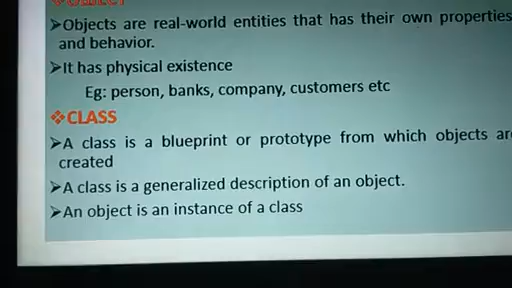 ❖OBJECT
➢Objects are real-world entities that has their own properties
and behavior.
➢It has physical existence
Eg: person, banks, company, customers etc
❖CLASS
➢A class is a blueprint or prototype from which objects are
created
➢A class is a generalized description of an object.
➢An object is an instance of a class